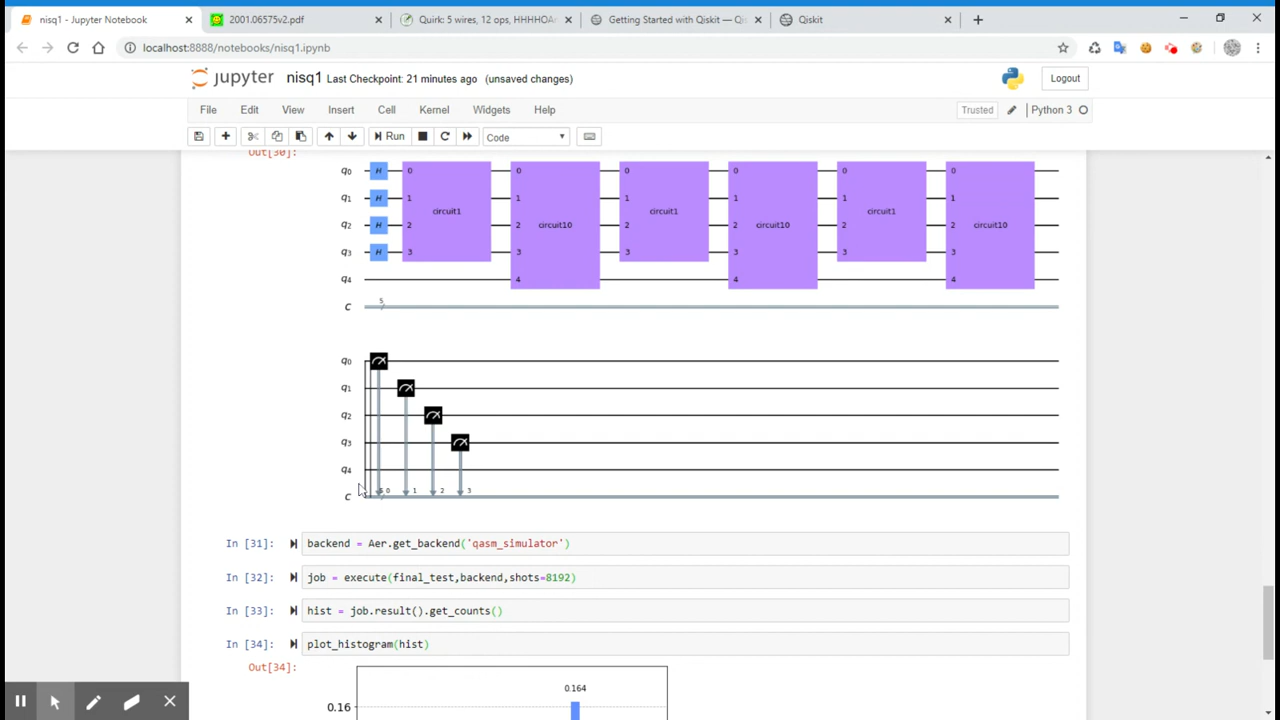 nisq1 - Jupyter Notebook
2001.06575v2.pdf
Quirk: 5 wires, 12 ops, HHHHOA
Getting Started with Qiskit — Qi
Qiskit
localhost:8888/notebooks/nisq1.ipynb
jupyter nisq1 Last Checkpoint: 21 minutes ago (unsaved changes)
Logout
File Edit View Insert Cell Kernel Widgets Help
Trusted Python 3
Run Code
Out[30]:
q0 H 0 0 0 0 0 0
q1 H 1 1 1 1 1 1
circuit1 circuit1 circuit1
q2 H 2 2 circuit10 2 2 circuit10 2 2 circuit10
q3 H 3 3 3 3 3 3
q4 4 4 4
C 5
q0
q1
q2
q3
q4
C 0 1 2 3
In [31]: backend = Aer.get_backend('qasm_simulator')
In [32]: job = execute(final_test,backend,shots=8192)
In [33]: hist = job.result().get_counts()
In [34]: plot_histogram(hist)
Out[34]:
0.164
0.16